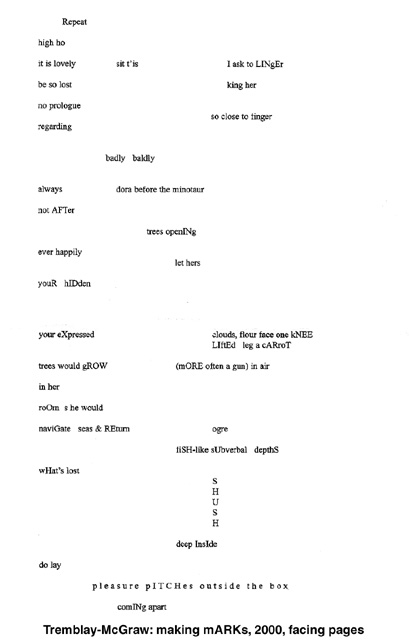 Repeat
high ho
it is lovely sit t'is I ask to LINgEr
be so lost king her
no prologue
so close to finger
regarding
badly baldly
always dora before the minotaur
not AFTer
trees openINg
ever happily
let hers
youR hIDden
your eXpressed clouds, flour face one kNEE
LIftEd leg a cARroT
trees would gROW (mORE often a gun) in air
in her
roOm s he would
naviGate seas & REturn ogre
fiSH-like sUbverbal depthS
wHat's lost
S
H
U
S
H
deep InsIde
do lay
pleasure pITCHes outside the box
comINg apart
Tremblay-McGraw: making mARKs, 2000, facing pages